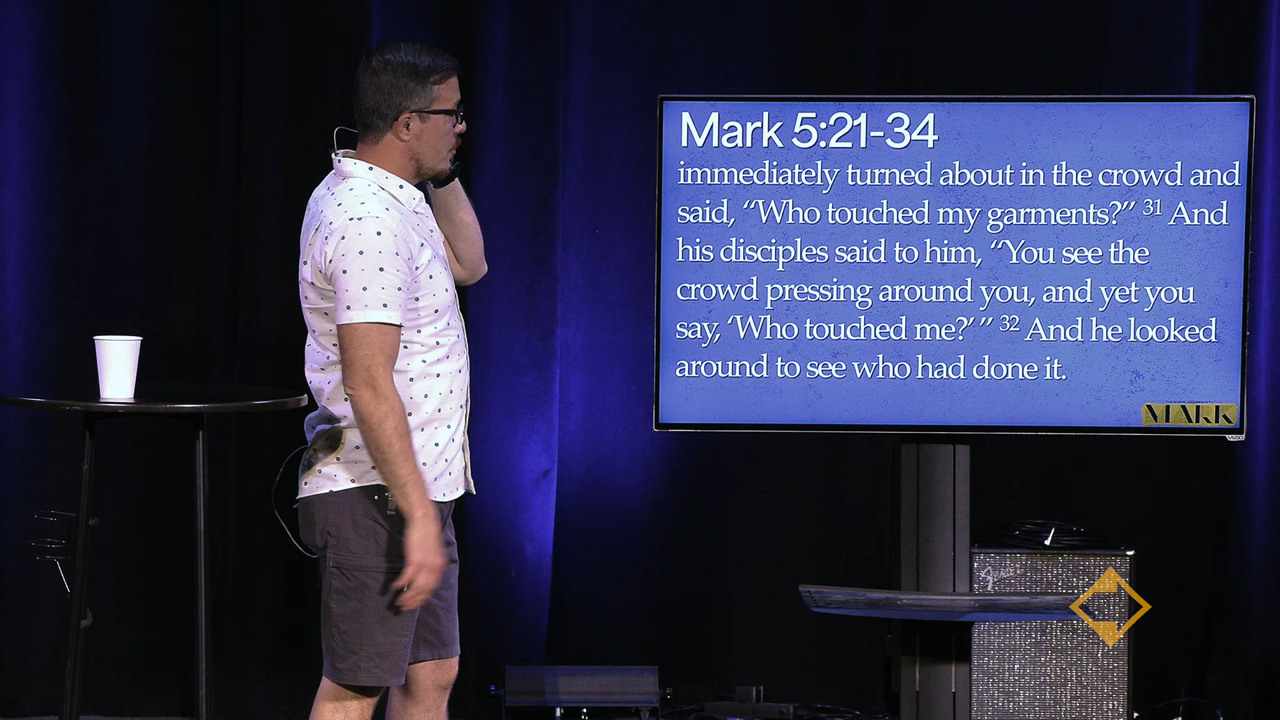 Mark 5:21-34
immediately turned about in the crowd and
said, “Who touched my garments?” 31 And
his disciples said to him, “You see the
crowd pressing around you, and yet you
say, ‘Who touched me?’ ” 32 And he looked
around to see who had done it.
MARK
VIZIO
Fender